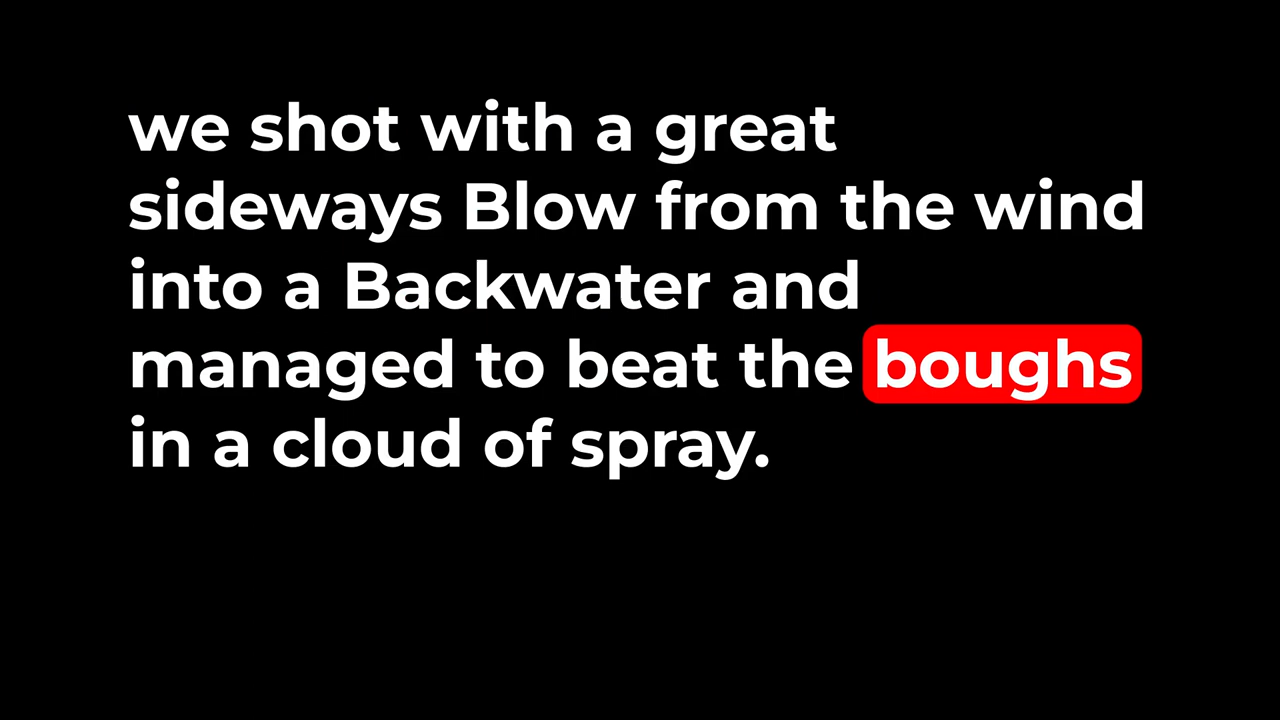 we shot with a great
sideways Blow from the wind
into a Backwater and
managed to beat the boughs
in a cloud of spray.